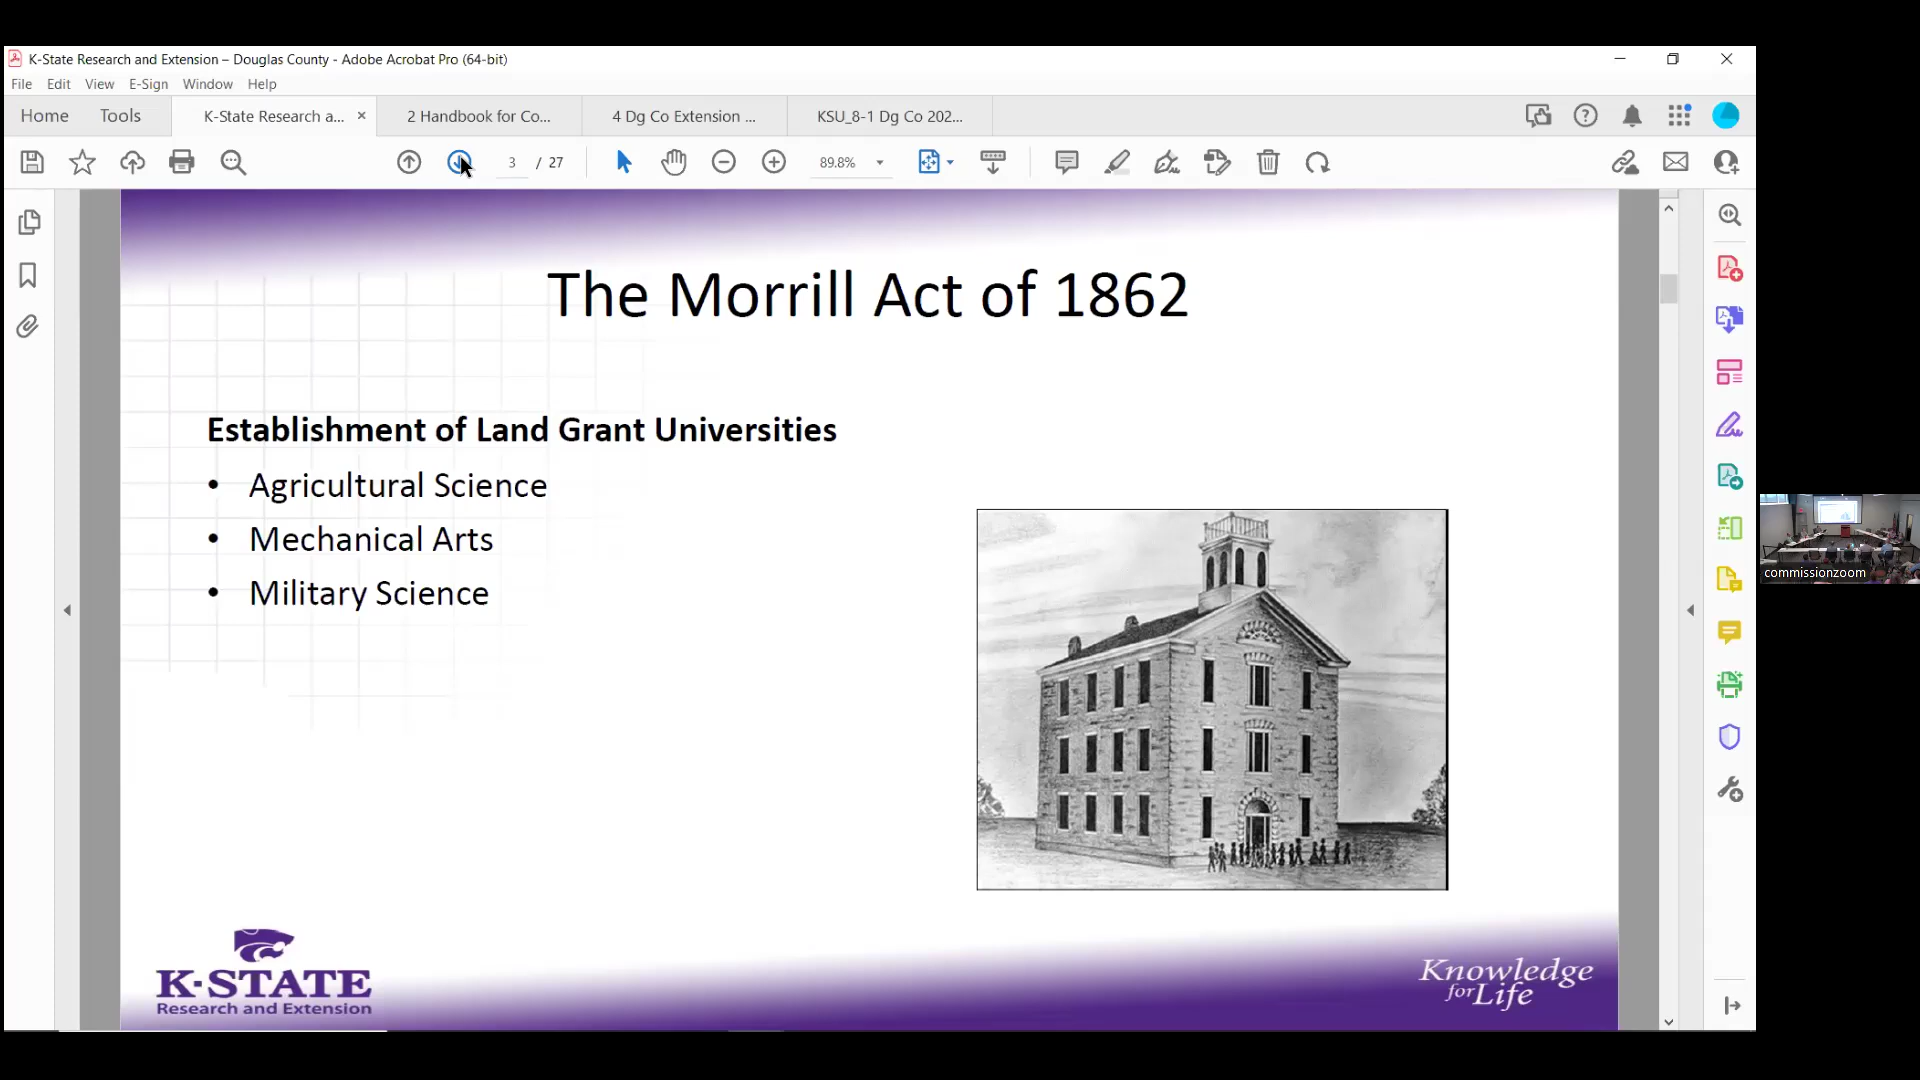 K-State Research and Extension – Douglas County - Adobe Acrobat Pro (64-bit)
File Edit View E-Sign Window Help
Home Tools K-State Research a... × 2 Handbook for Co... 4 Dg Co Extension ... KSU_8-1 Dg Co 202...
3 / 27 89.8%
The Morrill Act of 1862
Establishment of Land Grant Universities
• Agricultural Science
• Mechanical Arts
• Military Science
commissionzoom
K-STATE
Research and Extension
Knowledge
for Life